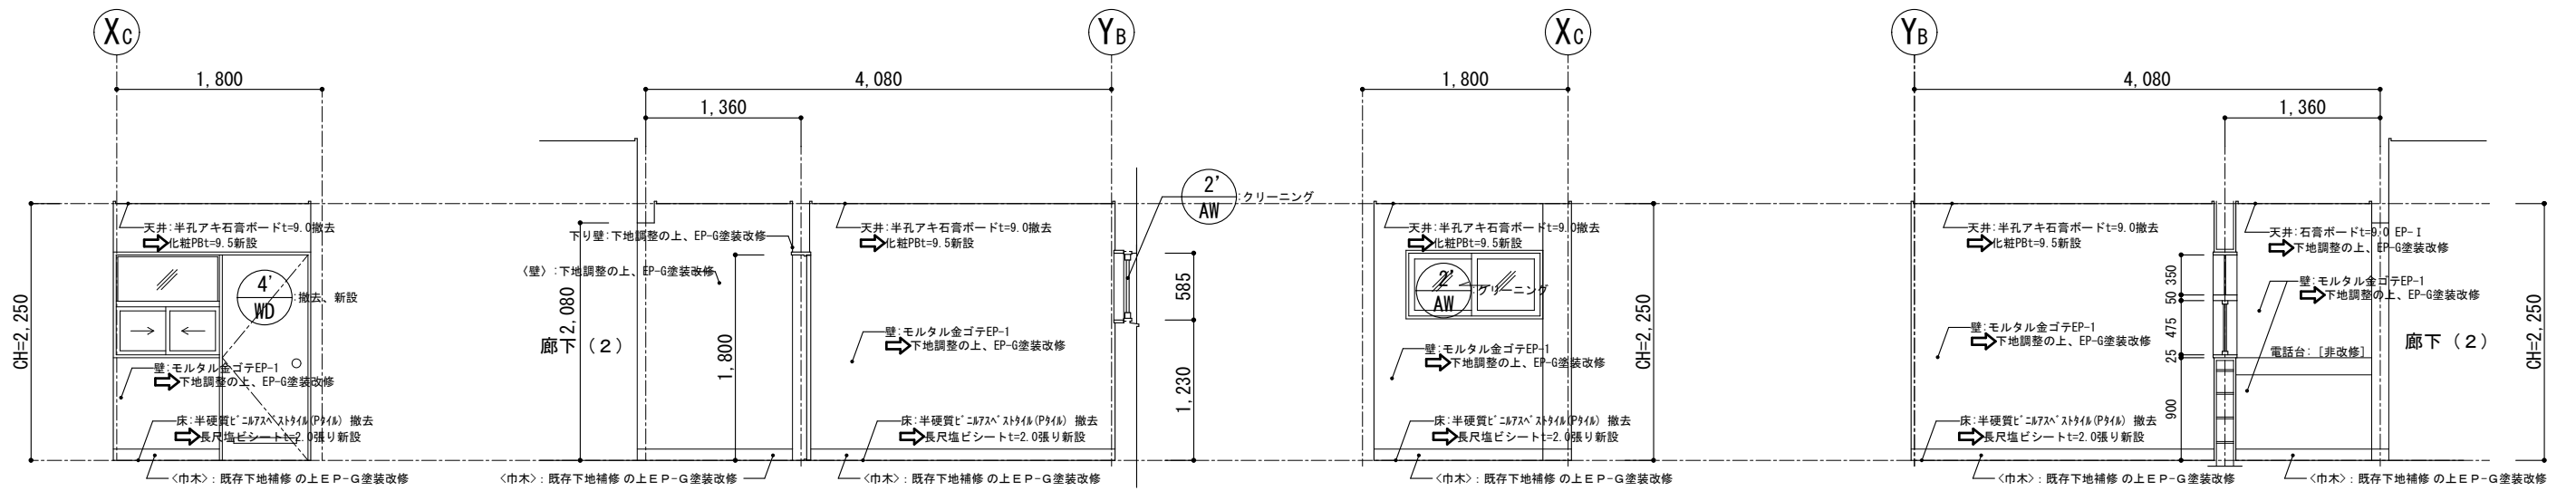 XC
1,800
CH=2,250
天井:半孔アキ石膏ボードt=9.0撤去
化粧PBt=9.5新設
4'
WD
:撤去、新設
壁:モルタル金ゴテEP-1
下地調整の上、EP-G塗装改修
床:半硬質ﾋﾞﾆﾙｱｽﾍﾞｽﾄﾀｲﾙ(Pﾀｲﾙ) 撤去
長尺塩ビシートt=2.0張り新設
〈巾木〉: 既存下地補修 の上ＥＰ-Ｇ塗装改修
YB
4,080
1,360
下り壁:下地調整の上、EP-G塗装改修
〈壁〉:下地調整の上、EP-G塗装改修
2,080
廊下（２）
1,800
〈巾木〉: 既存下地補修 の上ＥＰ-Ｇ塗装改修
天井:半孔アキ石膏ボードt=9.0撤去
化粧PBt=9.5新設
壁:モルタル金ゴテEP-1
下地調整の上、EP-G塗装改修
床:半硬質ﾋﾞﾆﾙｱｽﾍﾞｽﾄﾀｲﾙ(Pﾀｲﾙ) 撤去
長尺塩ビシートt=2.0張り新設
〈巾木〉: 既存下地補修 の上ＥＰ-Ｇ塗装改修
2'
AW
:クリーニング
585
1,230
XC
1,800
天井:半孔アキ石膏ボードt=9.0撤去
化粧PBt=9.5新設
2'
AW
:クリーニング
壁:モルタル金ゴテEP-1
下地調整の上、EP-G塗装改修
床:半硬質ﾋﾞﾆﾙｱｽﾍﾞｽﾄﾀｲﾙ(Pﾀｲﾙ) 撤去
長尺塩ビシートt=2.0張り新設
〈巾木〉: 既存下地補修 の上ＥＰ-Ｇ塗装改修
CH=2,250
YB
4,080
1,360
天井:半孔アキ石膏ボードt=9.0撤去
化粧PBt=9.5新設
壁:モルタル金ゴテEP-1
下地調整の上、EP-G塗装改修
床:半硬質ﾋﾞﾆﾙｱｽﾍﾞｽﾄﾀｲﾙ(Pﾀｲﾙ) 撤去
長尺塩ビシートt=2.0張り新設
〈巾木〉: 既存下地補修 の上ＥＰ-Ｇ塗装改修
350
50
475
25
900
天井:石膏ボードt=9.0 EP-I
下地調整の上、EP-G塗装改修
壁:モルタル金ゴテEP-1
下地調整の上、EP-G塗装改修
電話台: [非改修]
廊下（２）
〈巾木〉: 既存下地補修 の上ＥＰ-Ｇ塗装改修
CH=2,250